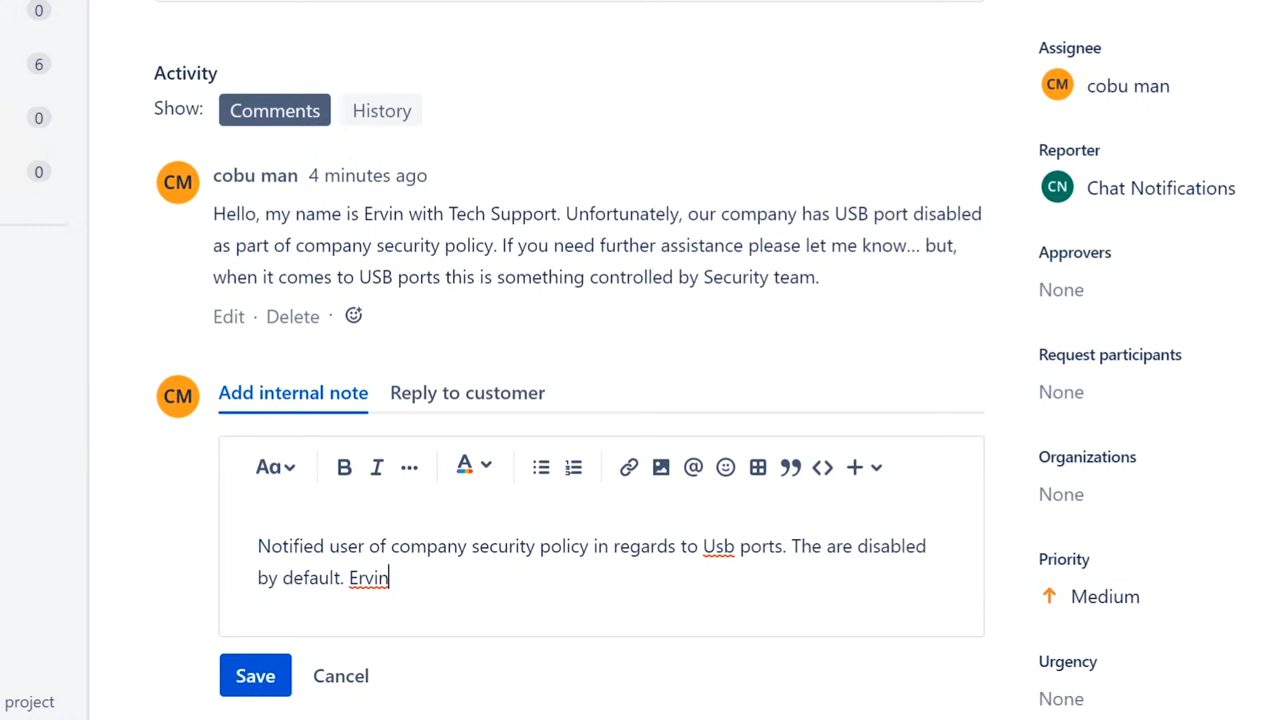 0
6
0
0
project
Activity
Show: Comments History
CM cobu man 4 minutes ago
Hello, my name is Ervin with Tech Support. Unfortunately, our company has USB port disabled
as part of company security policy. If you need further assistance please let me know... but,
when it comes to USB ports this is something controlled by Security team.
Edit · Delete ·
CM Add internal note Reply to customer
Aa B I ... A
Notified user of company security policy in regards to Usb ports. The are disabled
by default. Ervin
Save Cancel
Assignee
CM cobu man
Reporter
CN Chat Notifications
Approvers
None
Request participants
None
Organizations
None
Priority
Medium
Urgency
None